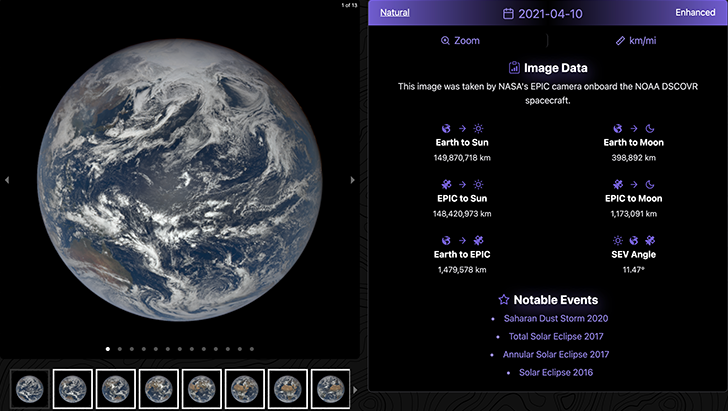 1 of 13
Natural
2021-04-10
Enhanced
Zoom
km/mi
Image Data
This image was taken by NASA's EPIC camera onboard the NOAA DSCOVR
spacecraft.
Earth to Sun
149,870,718 km
Earth to Moon
398,892 km
EPIC to Sun
148,420,973 km
EPIC to Moon
1,173,091 km
Earth to EPIC
1,479,578 km
SEV Angle
11.47°
Notable Events
Saharan Dust Storm 2020
Total Solar Eclipse 2017
Annular Solar Eclipse 2017
Solar Eclipse 2016